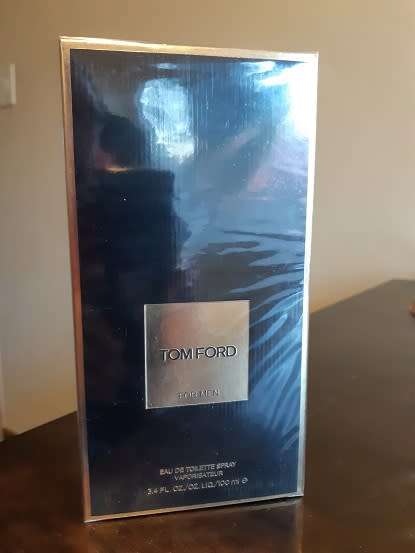 TOM FORD
FOR MEN
EAU DE TOILETTE SPRAY
VAPORISATEUR
3.4 FL. OZ./OZ. LIQ./100 ml ℮